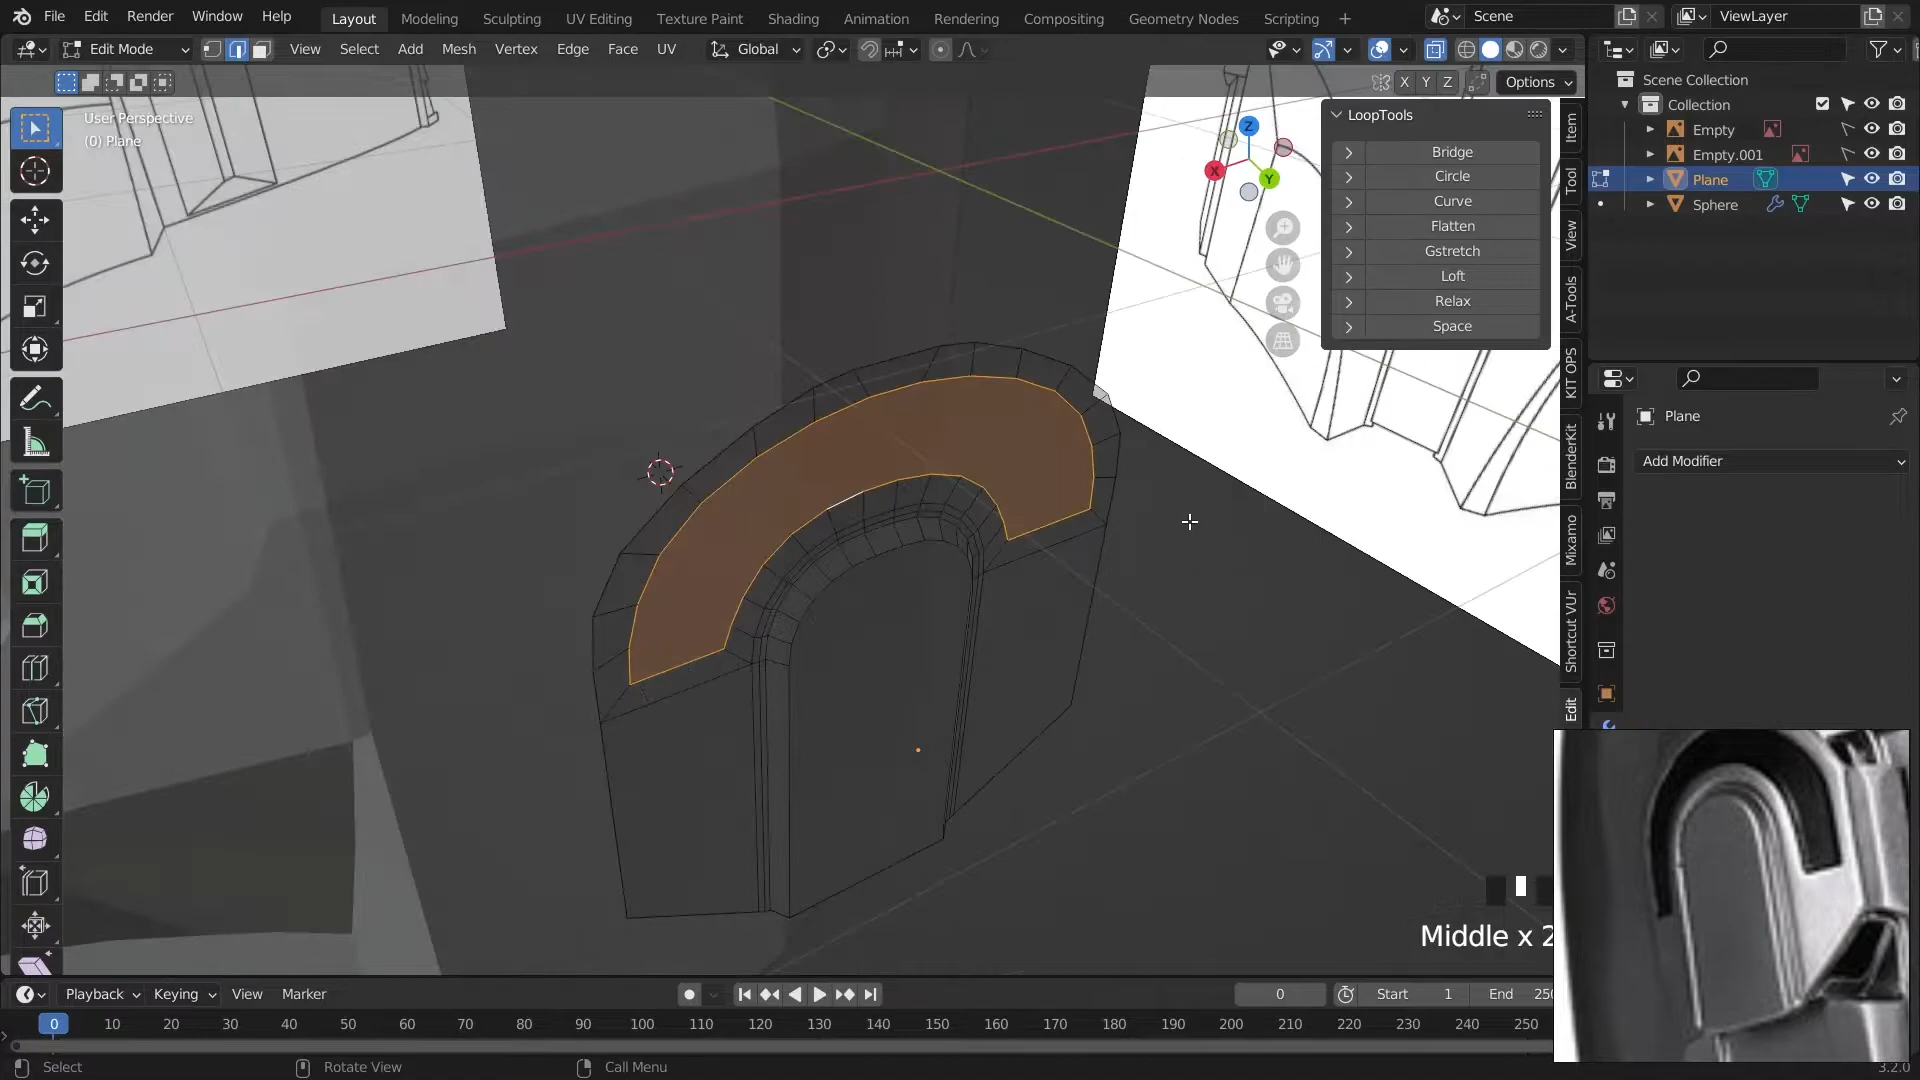 File Edit Render Window Help Layout Modeling Sculpting UV Editing Texture Paint Shading Animation Rendering Compositing Geometry Nodes Scripting + Scene ViewLayer
Edit Mode View Select Add Mesh Vertex Edge Face UV Global
X Y Z Options
User Perspective
(0) Plane
LoopTools
Bridge
Circle
Curve
Flatten
Gstretch
Loft
Relax
Space
Z
X
Y
Item
Tool
View
A-Tools
KIT OPS
BlenderKit
Mixamo
Shortcut VUr
Edit
Scene Collection
Collection
Empty
Empty.001
Plane
Sphere
Plane
Add Modifier
Middle x 2
Playback Keying View Marker 0 Start 1 End 250
0 10 20 30 40 50 60 70 80 90 100 110 120 130 140 150 160 170 180 190 200 210 220 230 240 250
Select Rotate View Call Menu 3.2.0